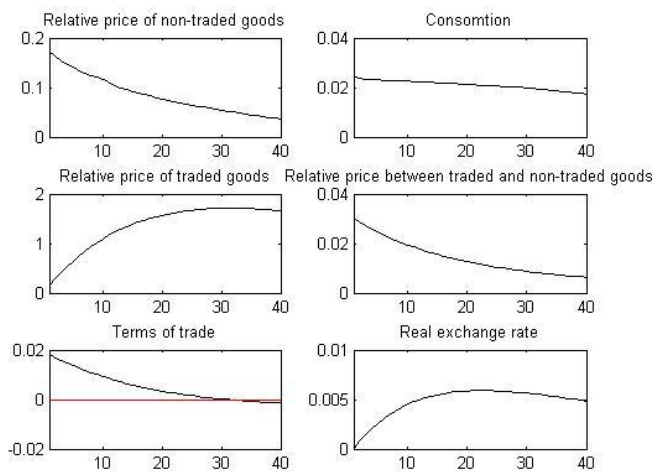 Relative price of non-traded goods
Consomtion
0.2
0.1
0
10 20 30 40
0.04
0.02
0
10 20 30 40
Relative price of traded goods
Relative price between traded and non-traded goods
2
1
0
10 20 30 40
0.04
0.02
0
10 20 30 40
Terms of trade
Real exchange rate
0.02
0
-0.02
10 20 30 40
0.01
0.005
0
10 20 30 40